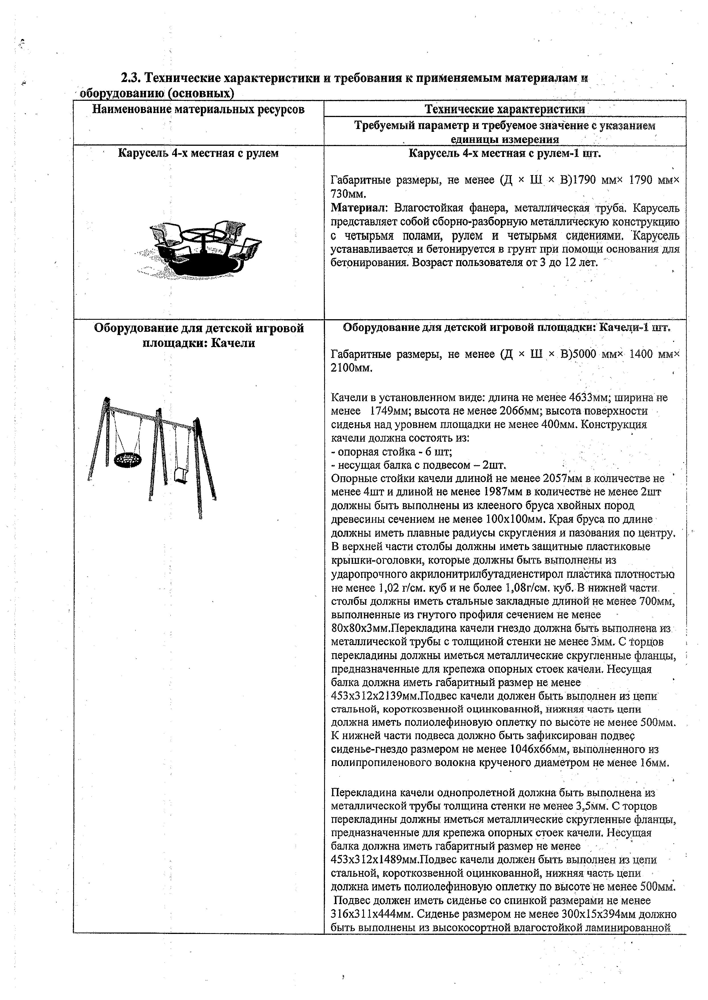 2.3. Технические характеристики и требования к применяемым материалам и
оборудованию (основных)
Наименование материальных ресурсов
Технические характеристики
Требуемый параметр и требуемое значение с указанием
единицы измерения
Карусель 4-х местная с рулем
Карусель 4-х местная с рулем-1 шт.
Габаритные размеры, не менее (Д × Ш × В)1790 мм× 1790 мм×
730мм.
Материал: Влагостойкая фанера, металлическая труба. Карусель
представляет собой сборно-разборную металлическую конструкцию
с четырьмя полами, рулем и четырьмя сидениями. Карусель
устанавливается и бетонируется в грунт при помощи основания для
бетонирования. Возраст пользователя от 3 до 12 лет.
Оборудование для детской игровой
площадки: Качели
Оборудование для детской игровой площадки: Качели-1 шт.
Габаритные размеры, не менее (Д × Ш × В)5000 мм× 1400 мм×
2100мм.
Качели в установленном виде: длина не менее 4633мм; ширина не
менее 1749мм; высота не менее 2066мм; высота поверхности
сиденья над уровнем площадки не менее 400мм. Конструкция
качели должна состоять из:
- опорная стойка - 6 шт;
- несущая балка с подвесом – 2шт.
Опорные стойки качели длиной не менее 2057мм в количестве не
менее 4шт и длиной не менее 1987мм в количестве не менее 2шт
должны быть выполнены из клееного бруса хвойных пород
древесины сечением не менее 100х100мм. Края бруса по длине
должны иметь плавные радиусы скругления и пазования по центру.
В верхней части столбы должны иметь защитные пластиковые
крышки-оголовки, которые должны быть выполнены из
ударопрочного акрилонитрилбутадиенстирол пластика плотностью
не менее 1,02 г/см. куб и не более 1,08г/см. куб. В нижней части
столбы должны иметь стальные закладные длиной не менее 700мм,
выполненные из гнутого профиля сечением не менее
80х80х3мм.Перекладина качели гнездо должна быть выполнена из
металлической трубы с толщиной стенки не менее 3мм. С торцов
перекладины должны иметься металлические скругленные фланцы,
предназначенные для крепежа опорных стоек качели. Несущая
балка должна иметь габаритный размер не менее
453х312х2139мм.Подвес качели должен быть выполнен из цепи
стальной, короткозвенной оцинкованной, нижняя часть цепи
должна иметь полиолефиновую оплетку по высоте не менее 500мм.
К нижней части подвеса должно быть зафиксирован подвес
сиденье-гнездо размером не менее 1046х66мм, выполненного из
полипропиленового волокна крученого диаметром не менее 16мм.
Перекладина качели однопролетной должна быть выполнена из
металлической трубы толщина стенки не менее 3,5мм. С торцов
перекладины должны иметься металлические скругленные фланцы,
предназначенные для крепежа опорных стоек качели. Несущая
балка должна иметь габаритный размер не менее
453х312х1489мм.Подвес качели должен быть выполнен из цепи
стальной, короткозвенной оцинкованной, нижняя часть цепи
должна иметь полиолефиновую оплетку по высоте не менее 500мм.
Подвес должен иметь сиденье со спинкой размерами не менее
316х311х444мм. Сиденье размером не менее 300х15х394мм должно
быть выполнены из высокосортной влагостойкой ламинированной